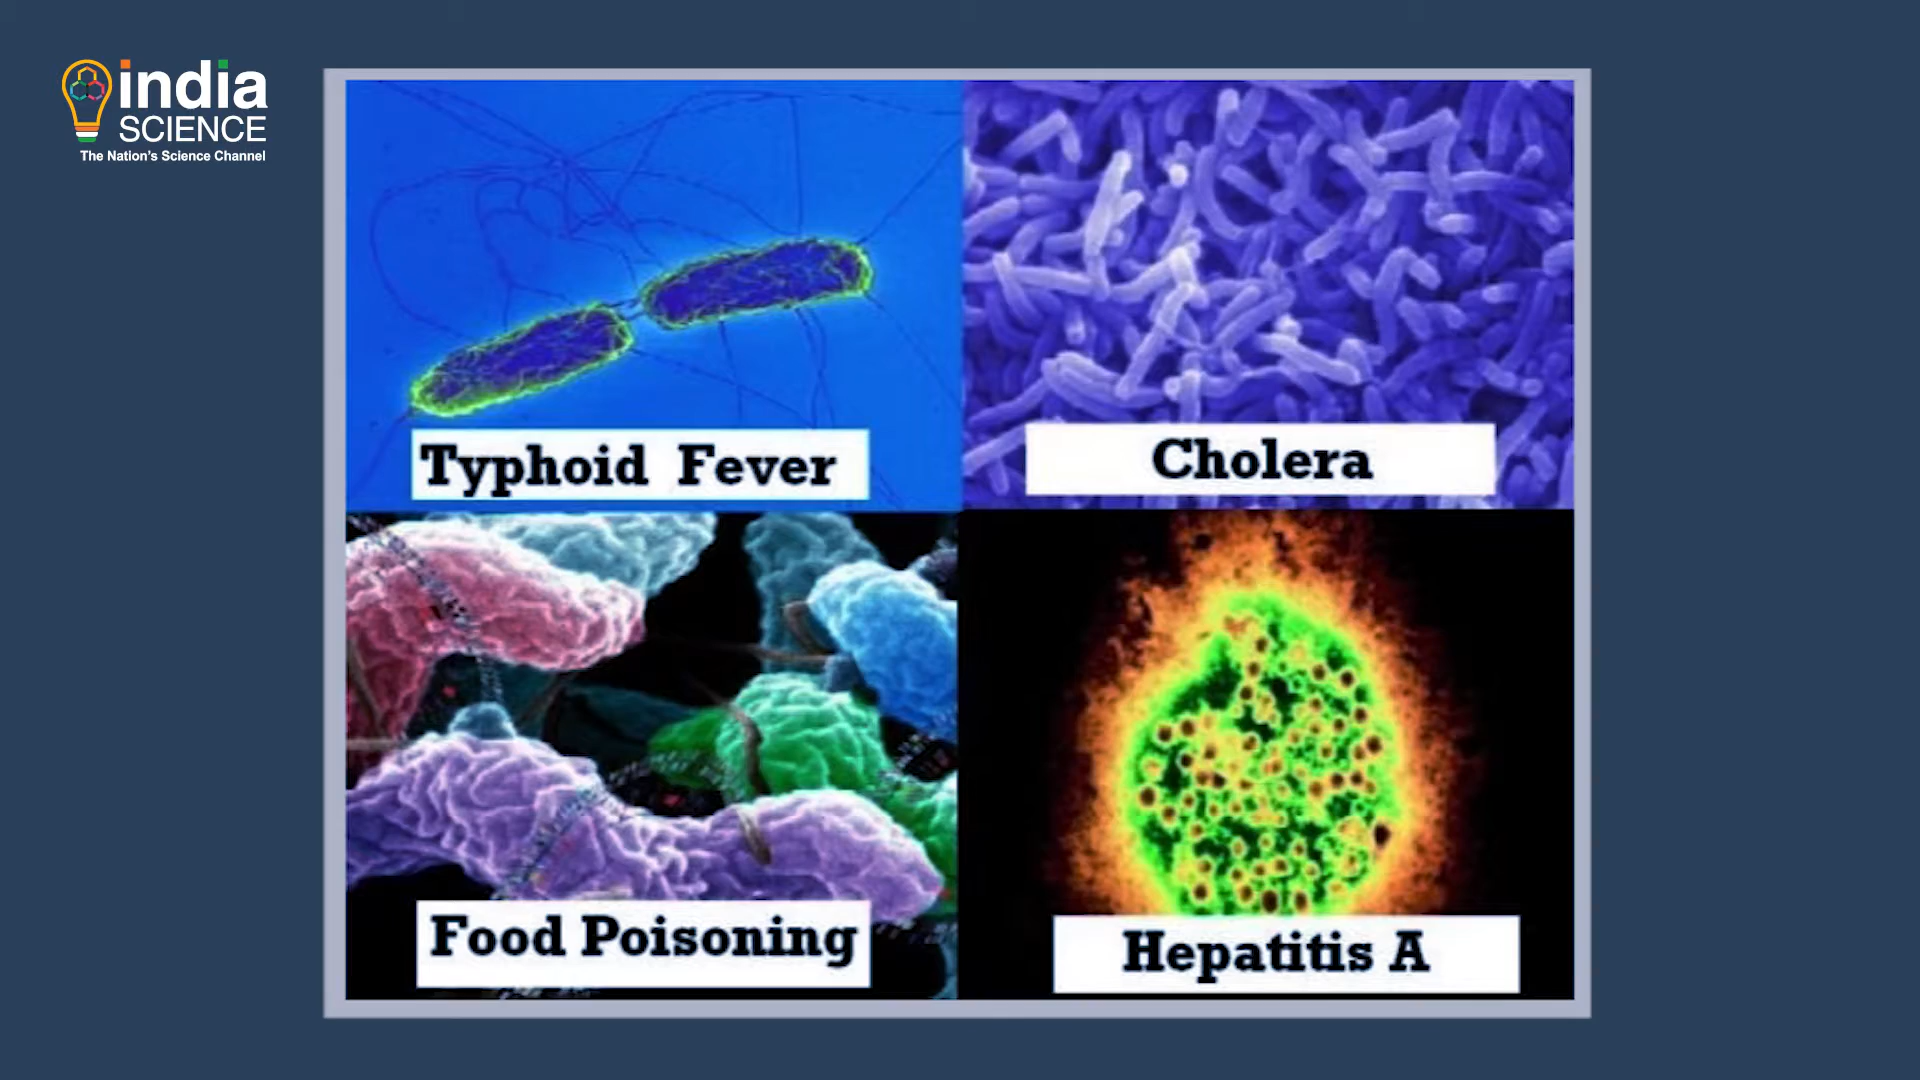 india
SCIENCE
The Nation's Science Channel
Typhoid Fever
Cholera
Food Poisoning
Hepatitis A